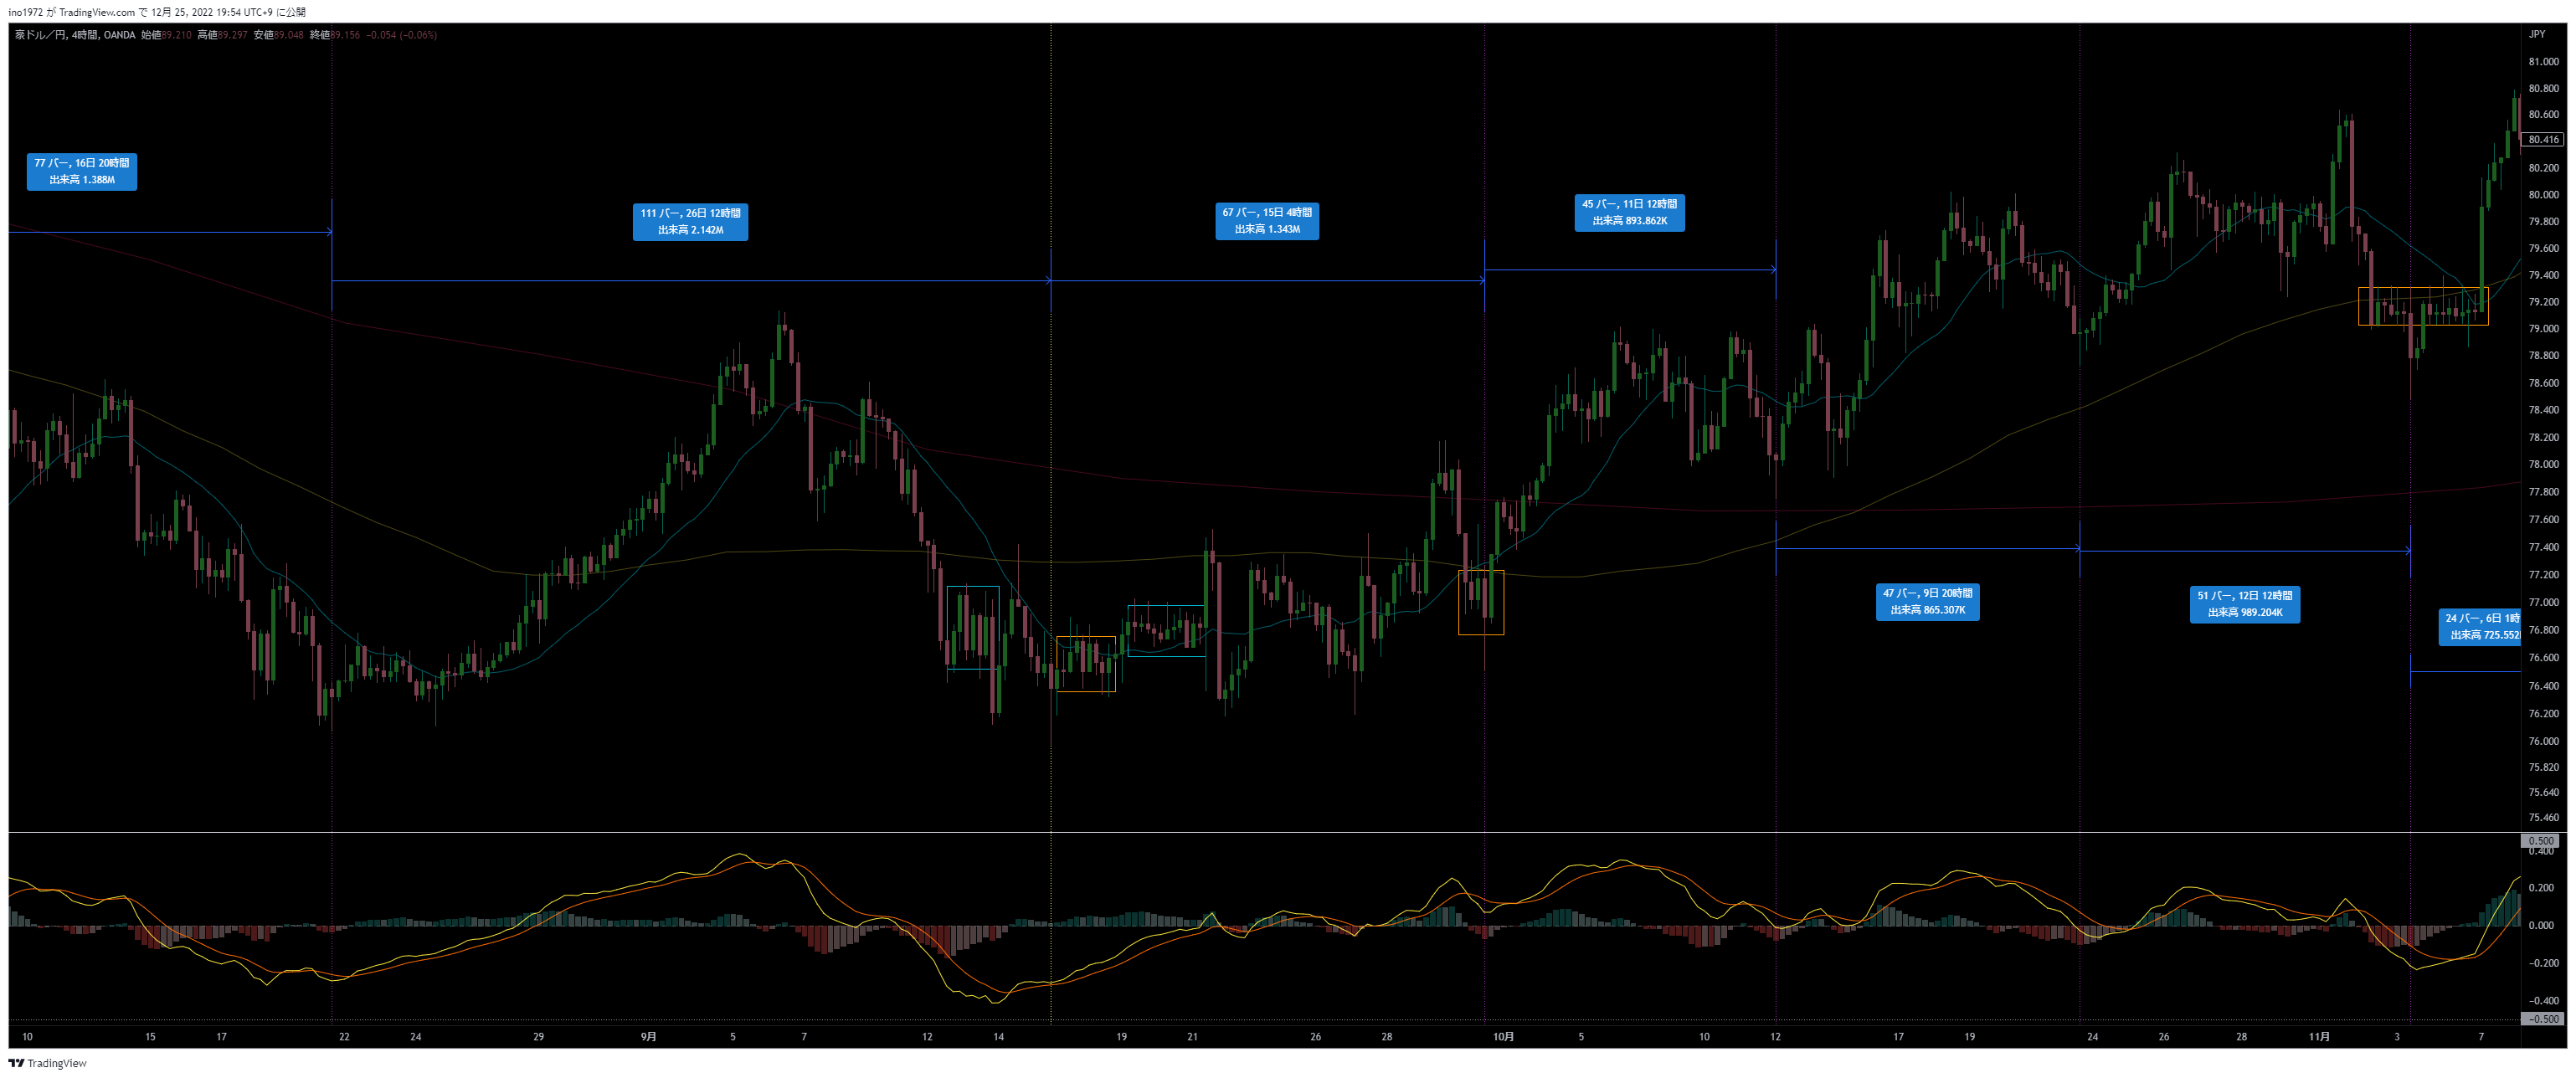 ino1972 が TradingView.com で 12月 25, 2022 19:54 UTC+9 に公開
豪ドル／円, 4時間, OANDA 始値89.210 高値89.297 安値89.048 終値89.156 −0.054 (−0.06%)
JPY
81.000
80.800
80.600
80.416
80.200
80.000
79.800
79.600
79.400
79.200
79.000
78.800
78.600
78.400
78.200
78.000
77.800
77.600
77.400
77.200
77.000
76.800
76.600
76.400
76.200
76.000
75.820
75.640
75.460
77 バー, 16日 20時間
出来高 1.388M
111 バー, 26日 12時間
出来高 2.142M
67 バー, 15日 4時間
出来高 1.343M
45 バー, 11日 12時間
出来高 893.862K
47 バー, 9日 20時間
出来高 865.307K
51 バー, 12日 12時間
出来高 989.204K
24 バー, 6日 1時
出来高 725.552
0.500
0.400
0.200
0.000
−0.200
−0.400
−0.500
10 15 17 22 24 29 9月 5 7 12 14 19 21 26 28 10月 5 10 12 17 19 24 26 28 11月 3 7
TradingView